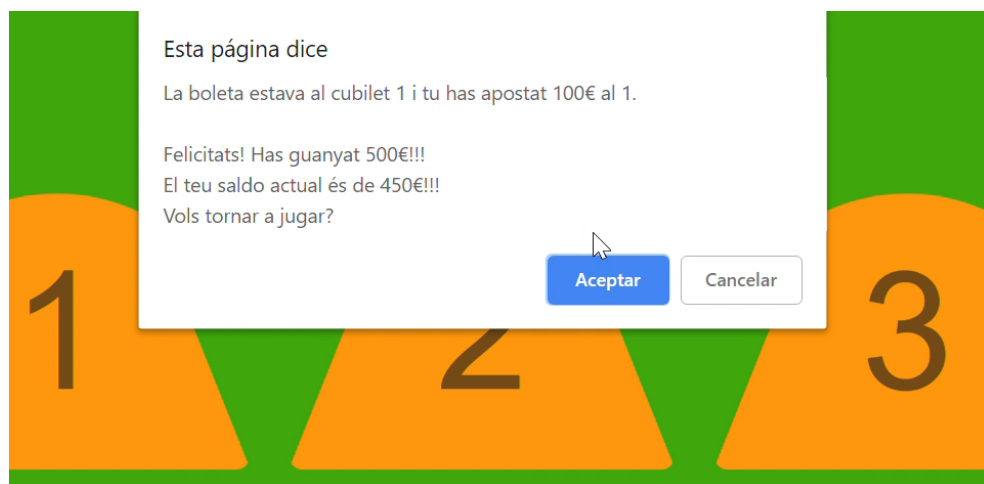 Esta página dice
La boleta estava al cubilet 1 i tu has apostat 100€ al 1.
Felicitats! Has guanyat 500€!!!
El teu saldo actual és de 450€!!!
Vols tornar a jugar?
Aceptar Cancelar
1 2 3